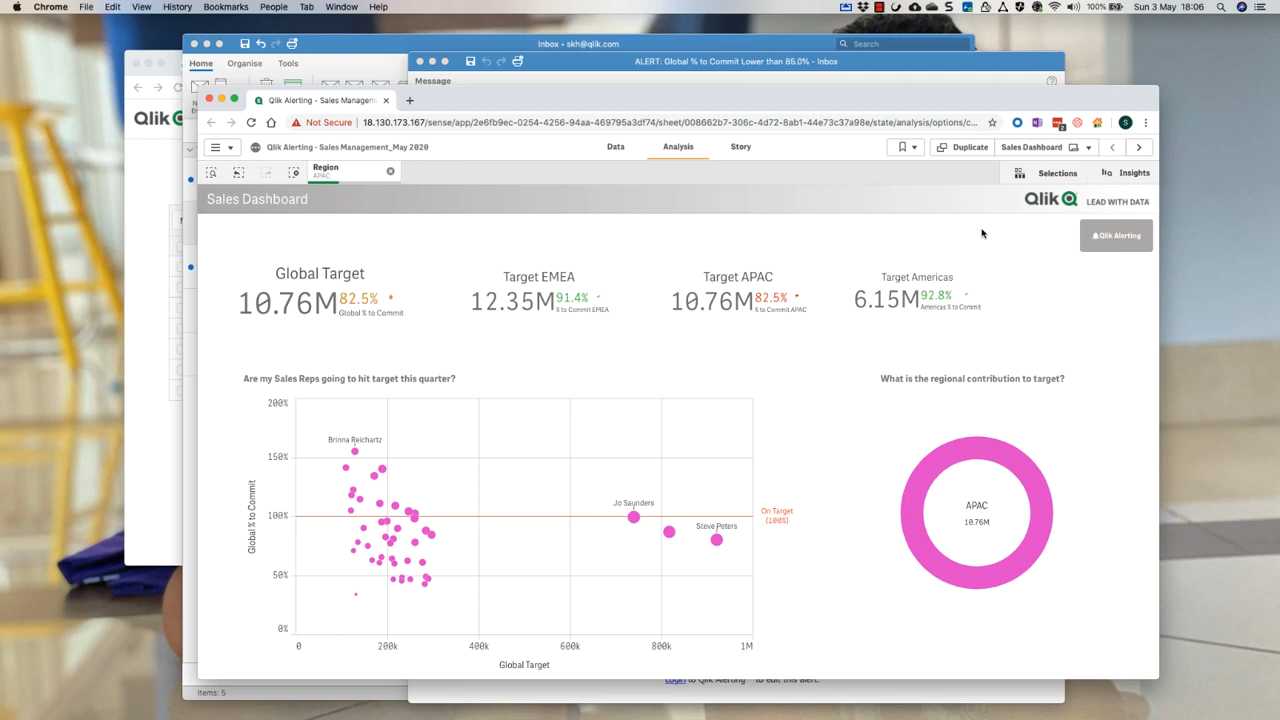 Chrome File Edit View History Bookmarks People Tab Window Help
100% Sun 3 May 18:06
Inbox • skh@qlik.com
Search
Home Organise Tools
ALERT: Global % to Commit Lower than 85.0% - Inbox
Message
Qlik
Qlik Alerting - Sales Managem
Not Secure 18.130.173.167/sense/app/2e6fb9ec-0254-4256-94aa-469795a3df74/sheet/008662b7-306c-4d72-8ab1-44e73c37a98e/state/analysis/options/c...
S
Qlik Alerting - Sales Management_May 2020
Data Analysis Story
Duplicate Sales Dashboard
Region
APAC
Selections Insights
Sales Dashboard
Qlik LEAD WITH DATA
Qlik Alerting
Global Target
10.76M 82.5%
Global % to Commit
Target EMEA
12.35M 91.4%
% to Commit EMEA
Target APAC
10.76M 82.5%
% to Commit APAC
Target Americas
6.15M 92.8%
Americas % to Commit
Are my Sales Reps going to hit target this quarter?
What is the regional contribution to target?
200%
150%
100%
50%
0%
Global % to Commit
Brinna Reichartz
Jo Saunders
Steve Peters
On Target
(100%)
0 200k 400k 600k 800k 1M
Global Target
APAC
10.76M
Items: 5
Login to Qlik Alerting to edit this alert.